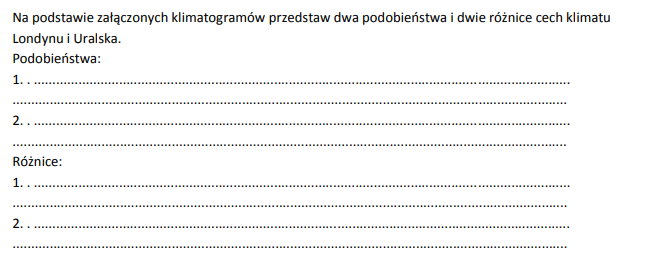 Na podstawie załączonych klimatogramów przedstaw dwa podobieństwa i dwie różnice cech klimatu
Londynu i Uralska.
Podobieństwa:
1. . ...............................................................................................................................................
....................................................................................................................................................
2. . ...............................................................................................................................................
....................................................................................................................................................
Różnice:
1. . ...............................................................................................................................................
....................................................................................................................................................
2. . ...............................................................................................................................................
....................................................................................................................................................